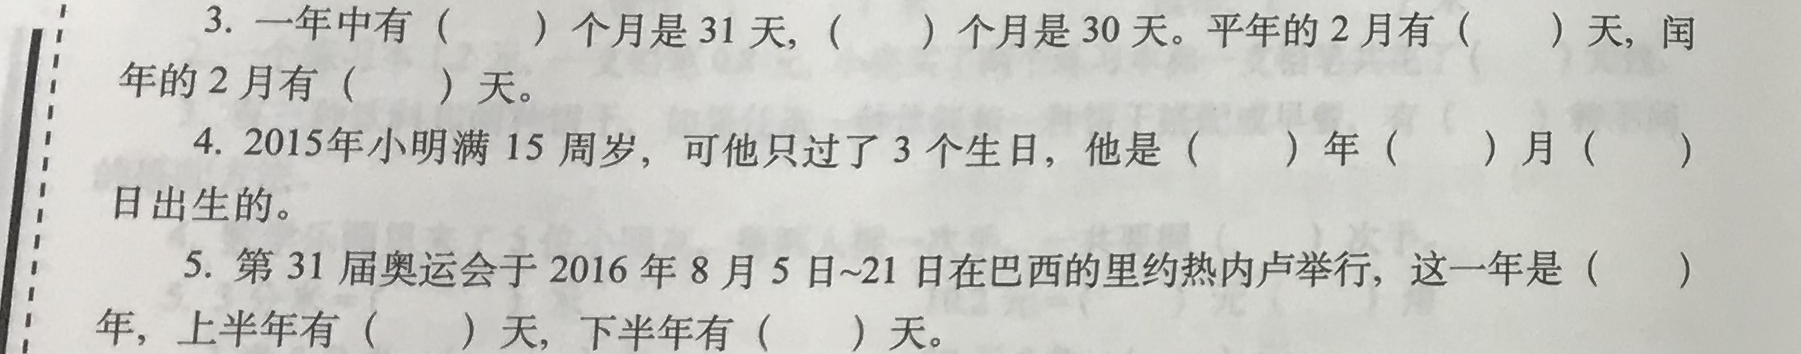 3. 一年中有（　　）个月是 31 天,（　　）个月是 30 天。平年的 2 月有（　　）天, 闰
年的 2 月有（　　）天。
4. 2015年小明满 15 周岁, 可他只过了 3 个生日, 他是（　　）年（　　）月（　　）
日出生的。
5. 第 31 届奥运会于 2016 年 8 月 5 日~21 日在巴西的里约热内卢举行, 这一年是（　　）
年, 上半年有（　　）天, 下半年有（　　）天。